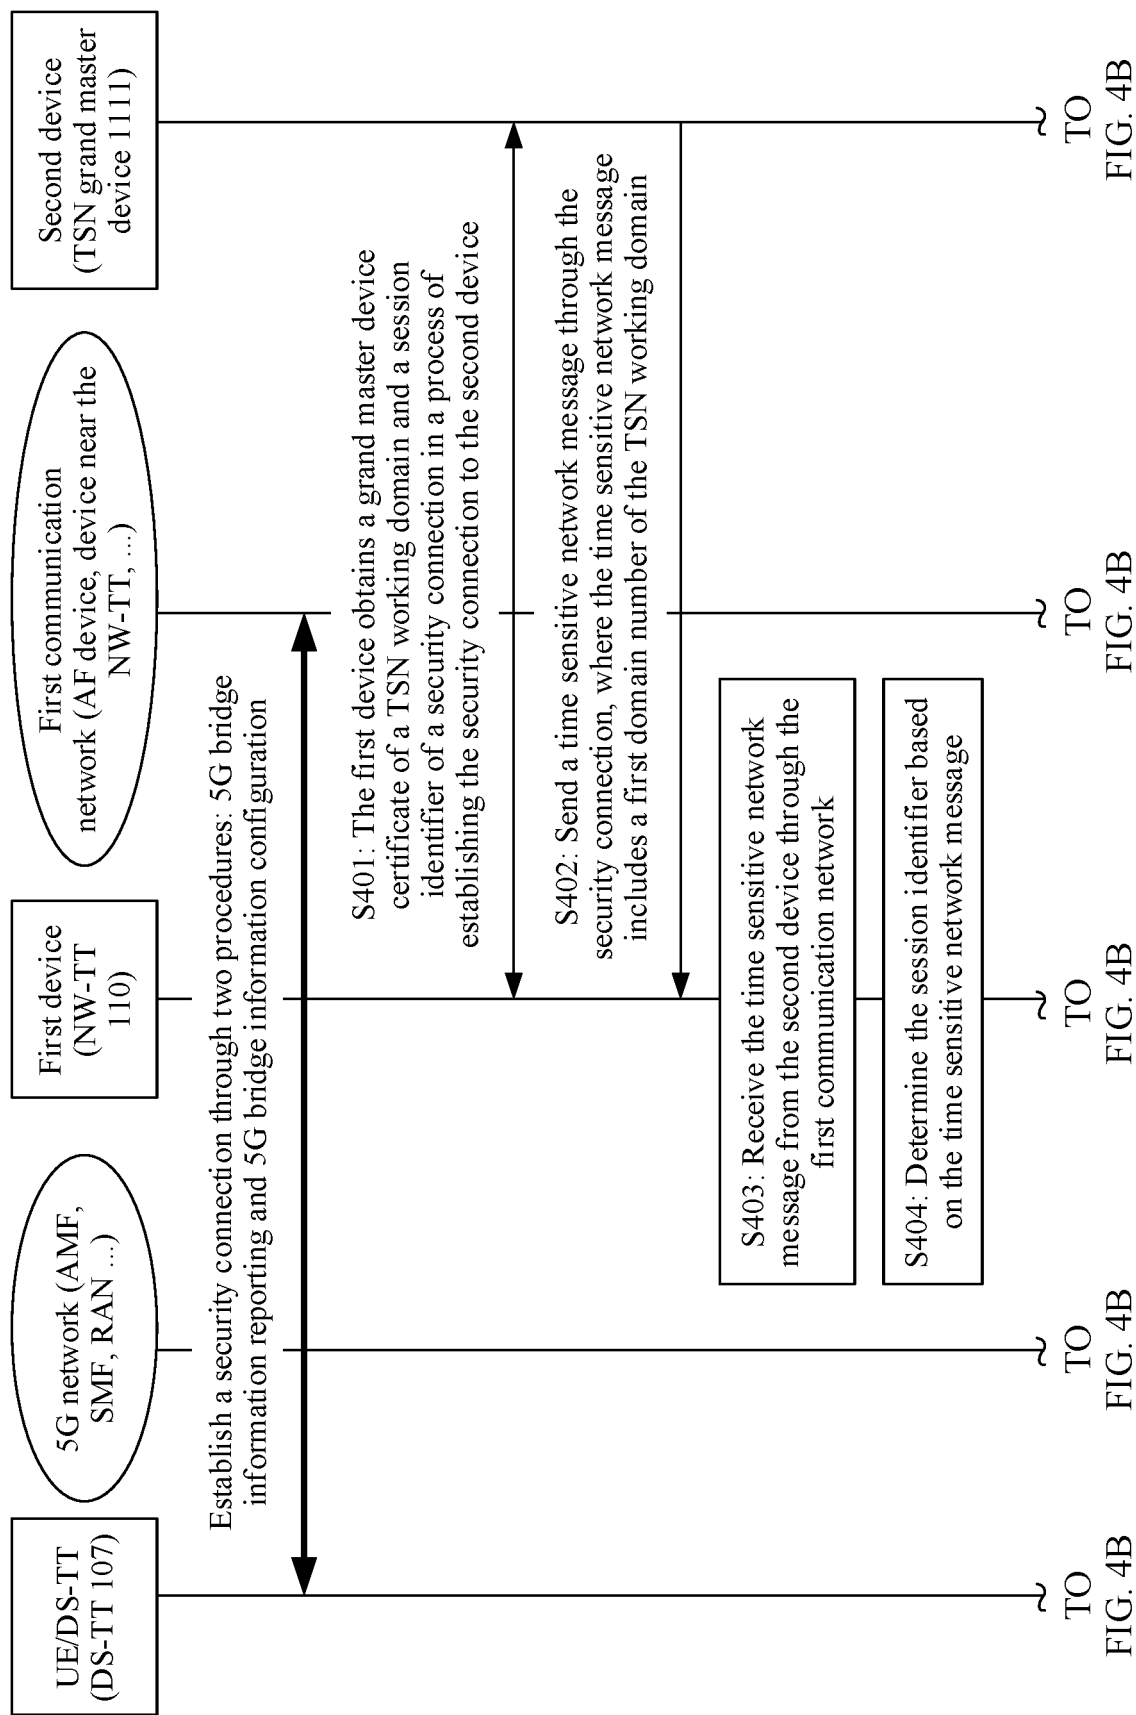 UE/DS-TT
(DS-TT 107)
5G network (AMF,
SMF, RAN ...)
First device
(NW-TT
110)
First communication
network (AF device, device near the
NW-TT, ...)
Second device
(TSN grand master
device 1111)
Establish a security connection through two procedures: 5G bridge
information reporting and 5G bridge information configuration
S401: The first device obtains a grand master device
certificate of a TSN working domain and a session
identifier of a security connection in a process of
establishing the security connection to the second device
S402: Send a time sensitive network message through the
security connection, where the time sensitive network message
includes a first domain number of the TSN working domain
S403: Receive the time sensitive network
message from the second device through the
first communication network
S404: Determine the session identifier based
on the time sensitive network message
TO
FIG. 4B
TO
FIG. 4B
TO
FIG. 4B
TO
FIG. 4B
TO
FIG. 4B